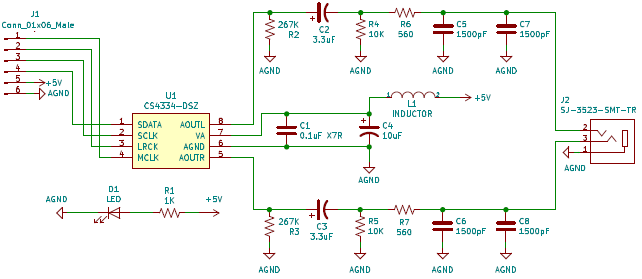 J1
Conn_01x06_Male
1
2
3
4
5
6
+5V
AGND
U1
CS4334-DSZ
1 SDATA
2 SCLK
3 LRCK
4 MCLK
AOUTL 8
VA 7
AGND 6
AOUTR 5
267K
R2
AGND
C2
3.3uF
R4
10K
AGND
R6
560
C5
1500pF
AGND
C7
1500pF
AGND
C1
0.1uF X7R
C4
10uF
AGND
1 2
L1
INDUCTOR
+5V
J2
SJ-3523-SMT-TR
2
3
1
AGND
AGND
D1
LED
R1
1K
+5V
267K
R3
AGND
C3
3.3uF
R5
10K
AGND
R7
560
C6
1500pF
AGND
C8
1500pF
AGND